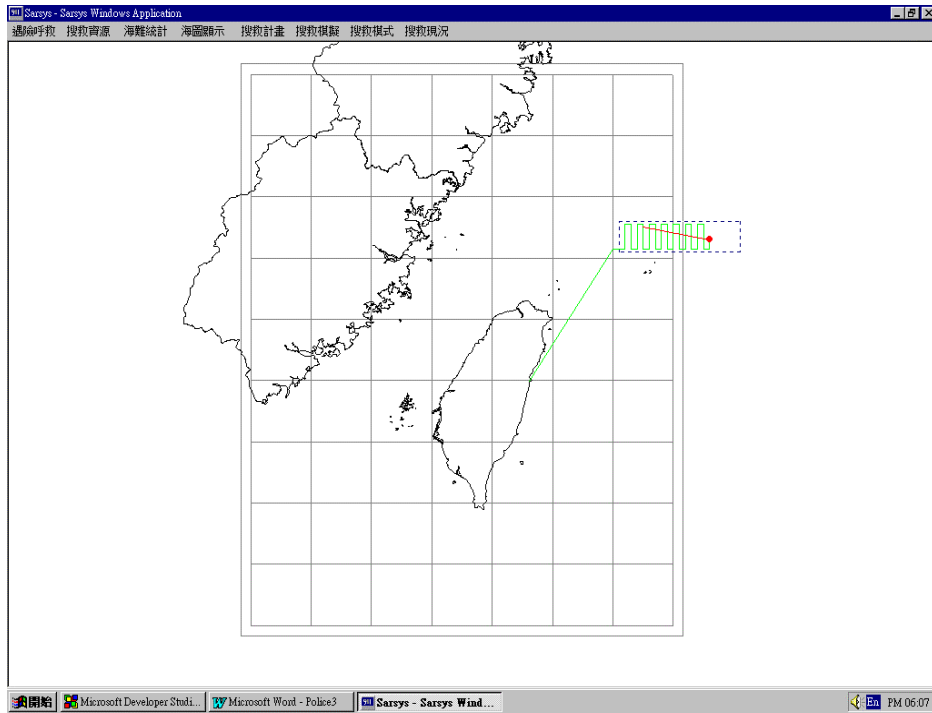 911 Sarsys - Sarsys Windows Application
遇險呼救 搜救資源 海難統計 海圖顯示 搜救計畫 搜救模擬 搜救模式 搜救現況
開始 Microsoft Developer Studi... Microsoft Word - Police3 911 Sarsys - Sarsys Wind... En PM 06:07